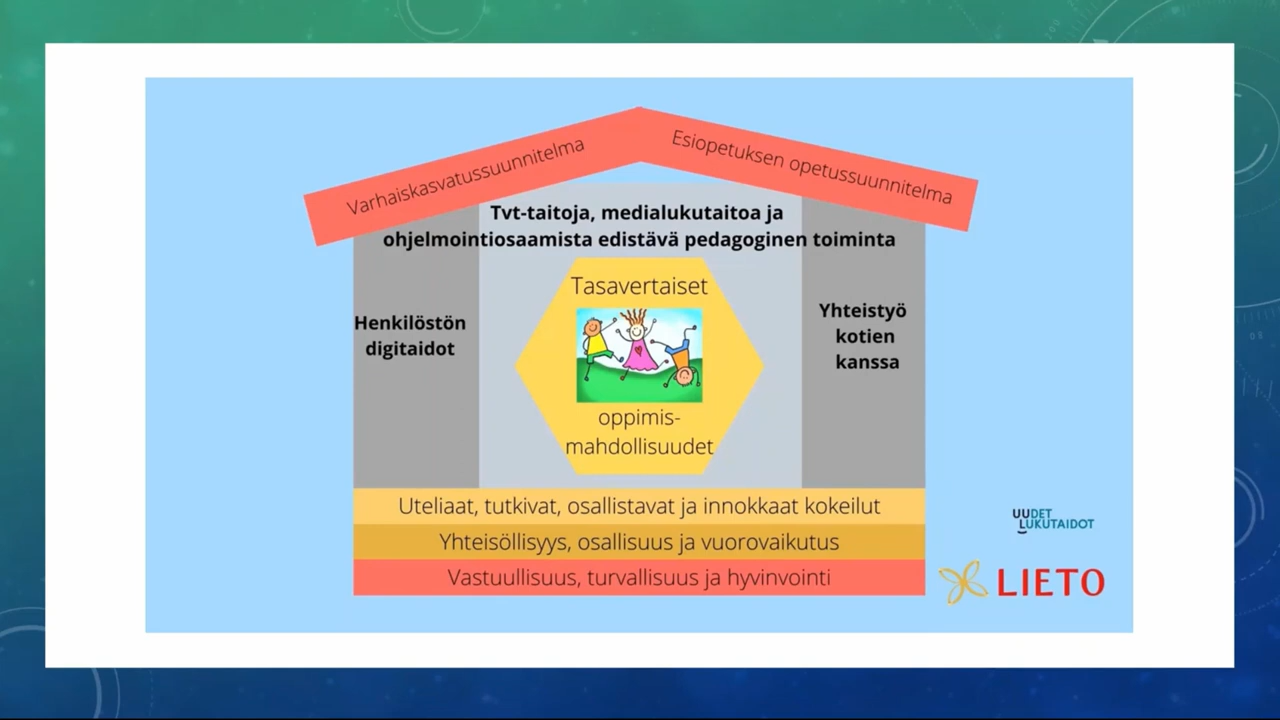 Varhaiskasvatussuunnitelma
Esiopetuksen opetussuunnitelma
Tvt-taitoja, medialukutaitoa ja
ohjelmointiosaamista edistävä pedagoginen toiminta
Henkilöstön
digitaidot
Tasavertaiset
oppimis-
mahdollisuudet
Yhteistyö
kotien
kanssa
Uteliaat, tutkivat, osallistavat ja innokkaat kokeilut
Yhteisöllisyys, osallisuus ja vuorovaikutus
Vastuullisuus, turvallisuus ja hyvinvointi
UUDET
LUKUTAIDOT
LIETO